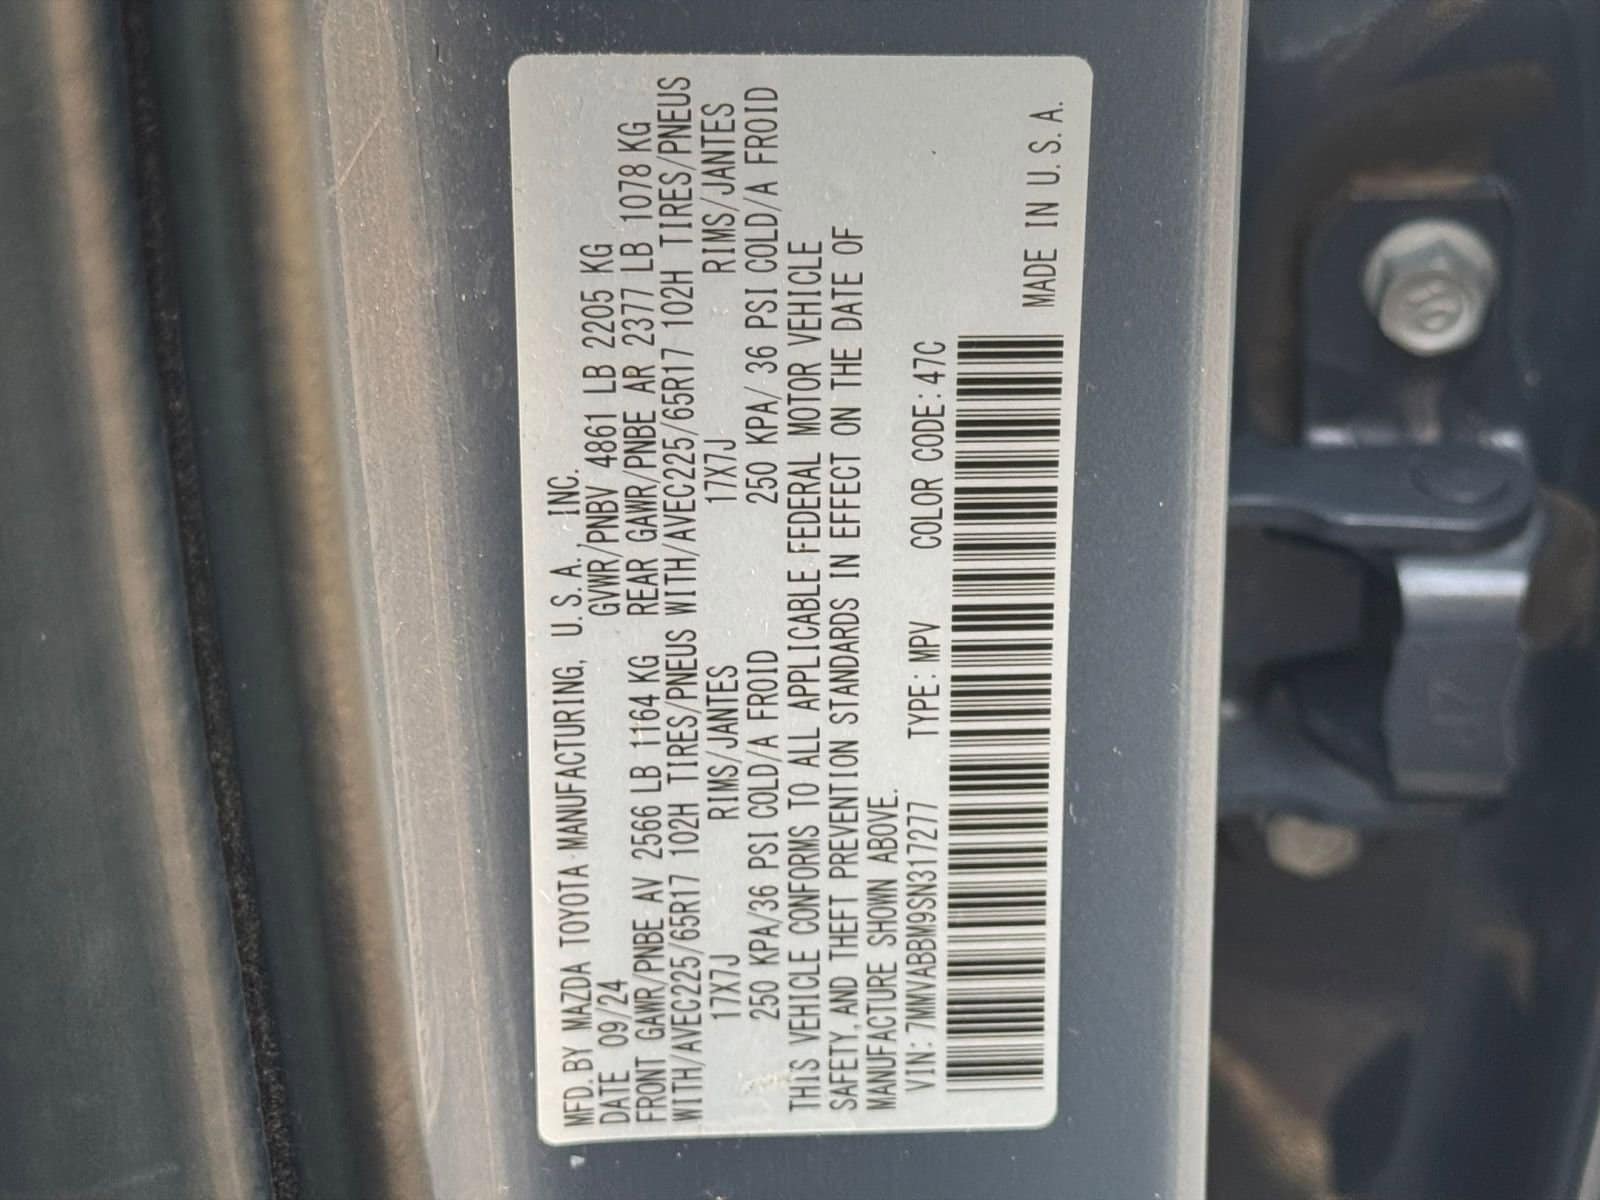 MFD. BY MAZDA TOYOTA MANUFACTURING, U. S. A. , INC.
DATE 09/24 GVWR/PNBV 4861 LB 2205 KG
FRONT GAWR/PNBE AV 2566 LB 1164 KG REAR GAWR/PNBE AR 2377 LB 1078 KG
WITH/AVEC225/65R17 102H TIRES/PNEUS WITH/AVEC225/65R17 102H TIRES/PNEUS
17X7J RIMS/JANTES 17X7J RIMS/JANTES
250 KPA/36 PSI COLD/A FROID 250 KPA/ 36 PSI COLD/A FROID
THIS VEHICLE CONFORMS TO ALL APPLICABLE FEDERAL MOTOR VEHICLE
SAFETY, AND THEFT PREVENTION STANDARDS IN EFFECT ON THE DATE OF
MANUFACTURE SHOWN ABOVE.
VIN: 7MMVABBM9SN317277 TYPE: MPV COLOR CODE: 47C
MADE IN U. S. A.